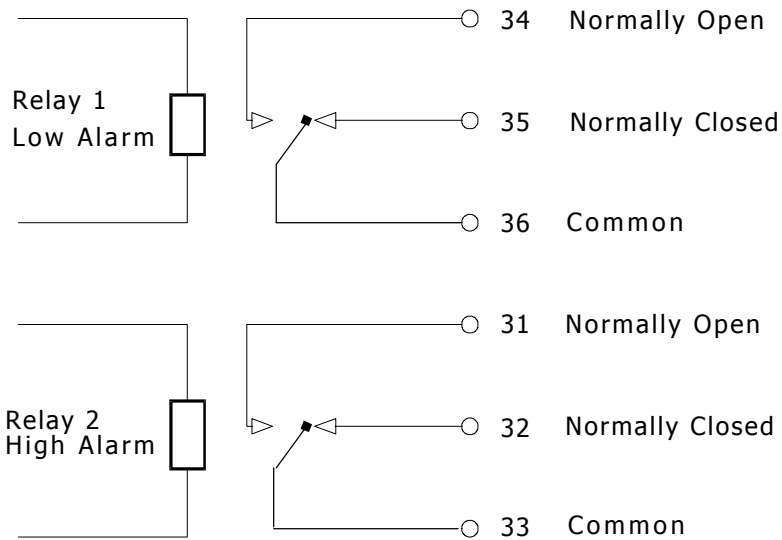 34 Normally Open
Relay 1
Low Alarm
35 Normally Closed
36 Common
31 Normally Open
Relay 2
High Alarm
32 Normally Closed
33 Common